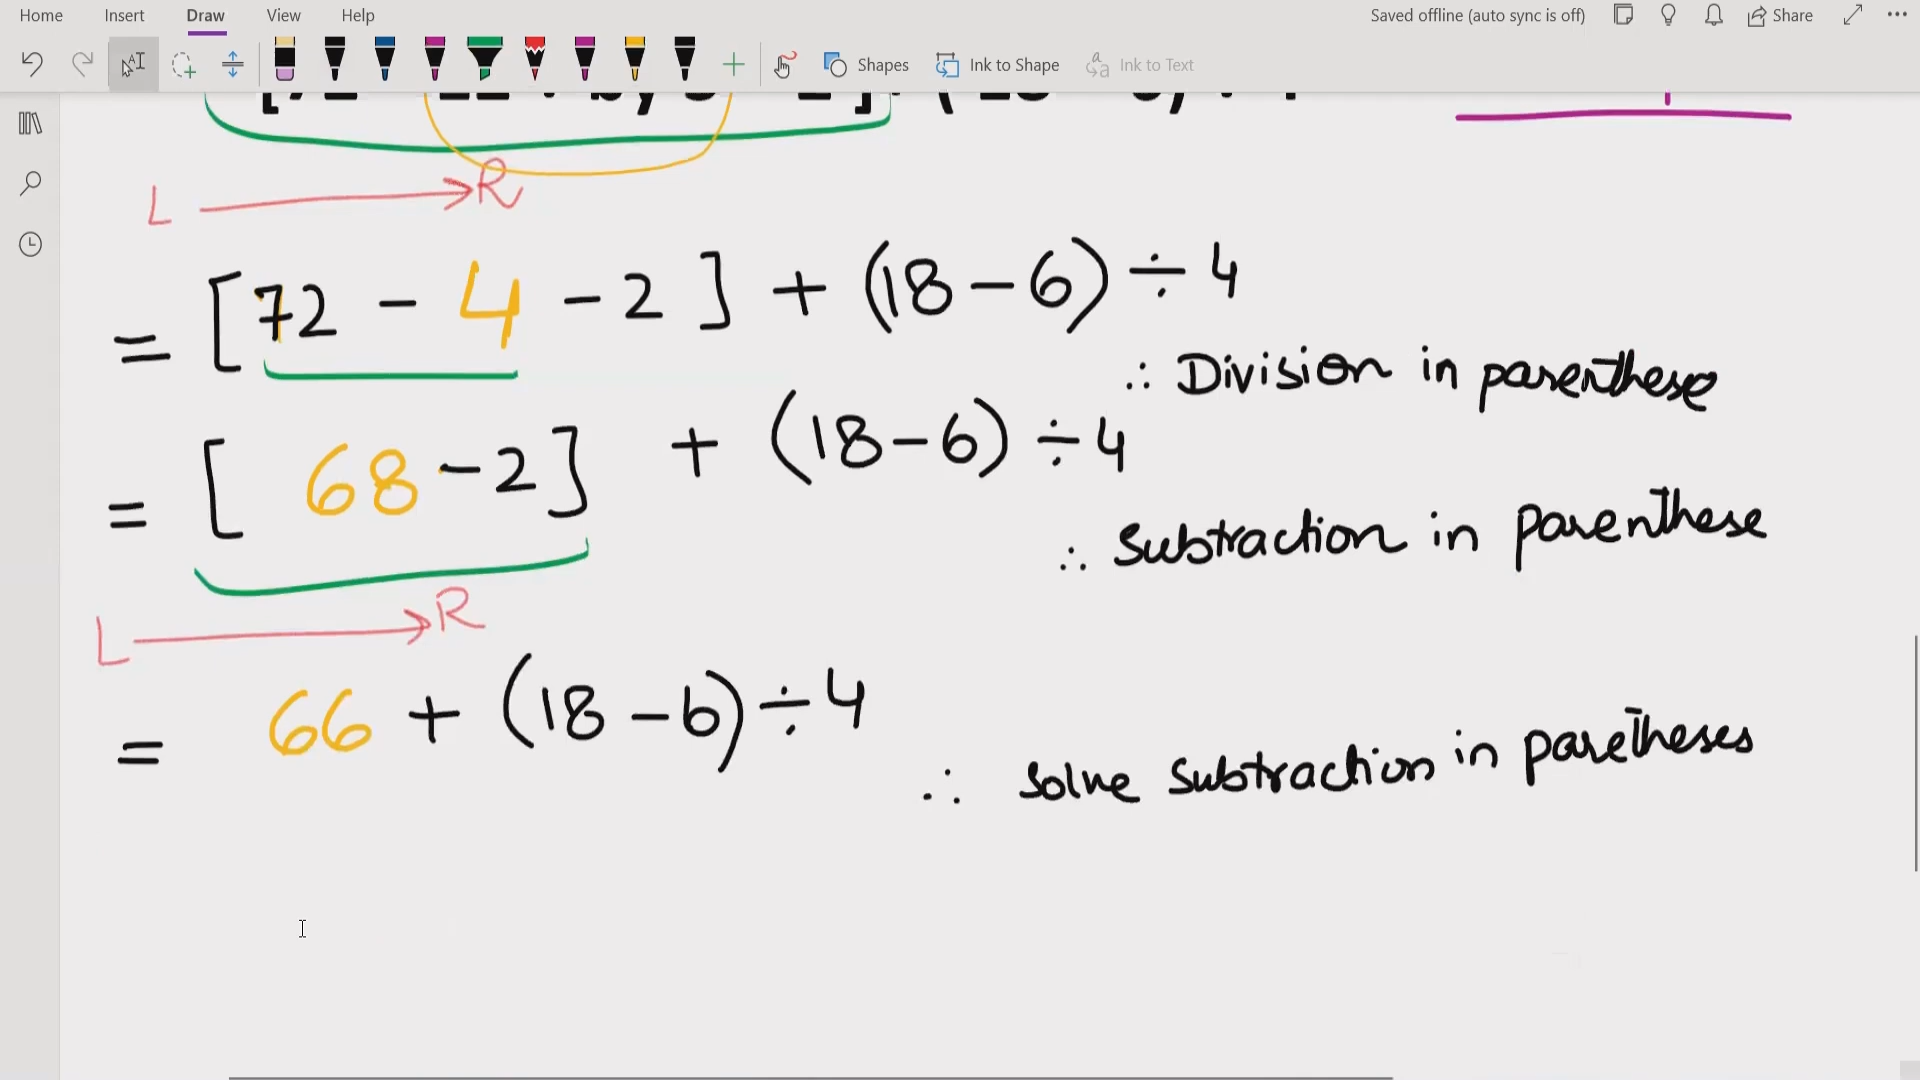 Home Insert Draw View Help Saved offline (auto sync is off) Share
Shapes Ink to Shape Ink to Text
L → R
= [72 - 4 - 2] + (18 - 6) ÷ 4
∴ Division in parenthese
= [ 68 - 2] + (18 - 6) ÷ 4
∴ Subtraction in parenthese
L → R
= 66 + (18 - 6) ÷ 4
∴ Solve Subtraction in paretheses